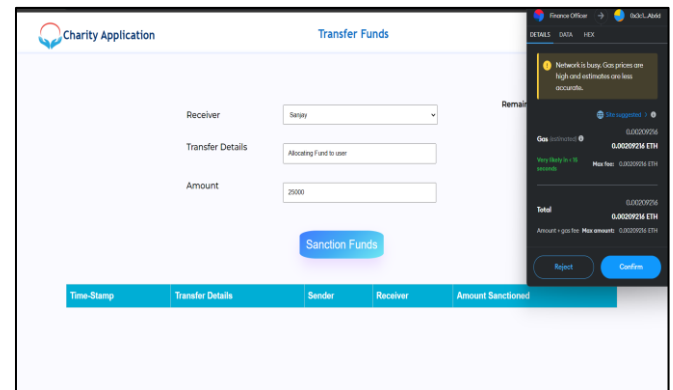 Charity Application
Transfer Funds
Remain
Receiver
Sanjay
Transfer Details
Allocating Fund to user
Amount
25000
Sanction Funds
Time-Stamp Transfer Details Sender Receiver Amount Sanctioned
Finance Officer
DETAILS DATA HEX
Network is busy. Gas prices are
high and estimates are less
accurate.
Site suggested
Gas estimated 0.00209216
0.00209216 ETH
Very likely in < 15
seconds
Max fee: 0.00209216 ETH
Total 0.00209216
0.00209216 ETH
Amount + gas fee Max amount: 0.00209216 ETH
Reject Confirm